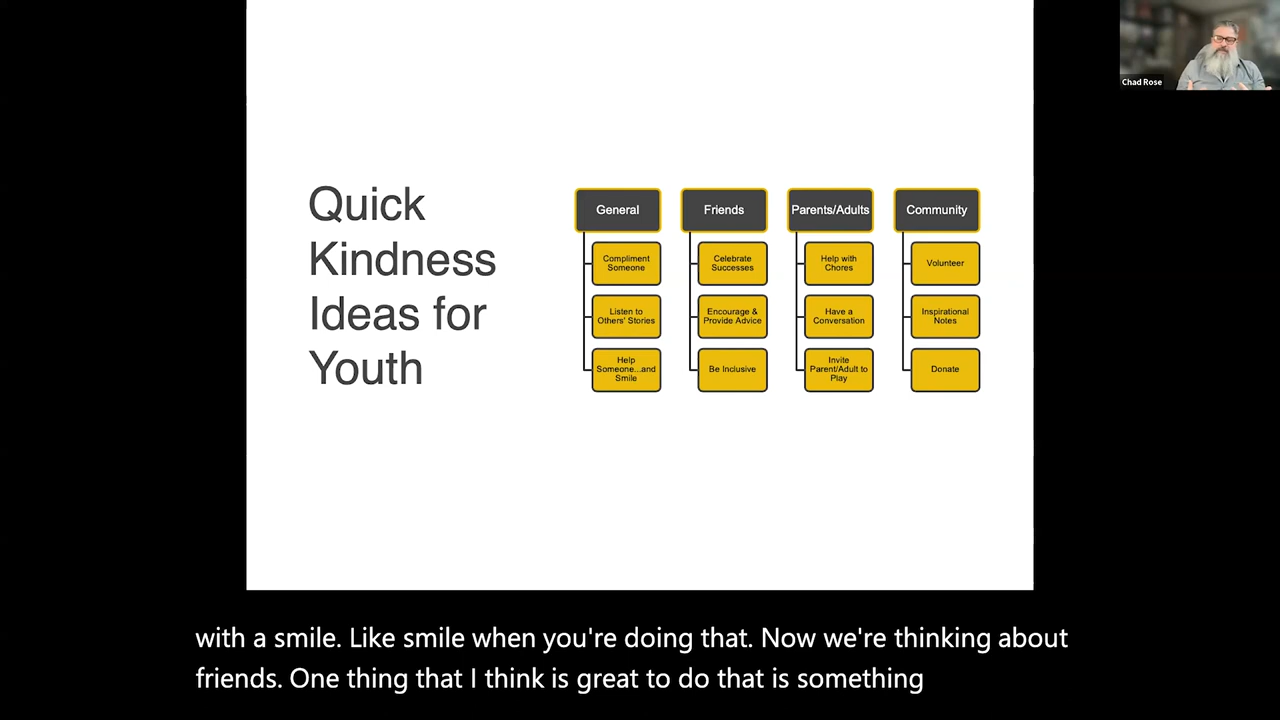 Chad Rose
Quick
Kindness
Ideas for
Youth
General
Compliment
Someone
Listen to
Others' Stories
Help
Someone...and
Smile
Friends
Celebrate
Successes
Encourage &
Provide Advice
Be Inclusive
Parents/Adults
Help with
Chores
Have a
Conversation
Invite
Parent/Adult to
Play
Community
Volunteer
Inspirational
Notes
Donate
with a smile. Like smile when you're doing that. Now we're thinking about
friends. One thing that I think is great to do that is something